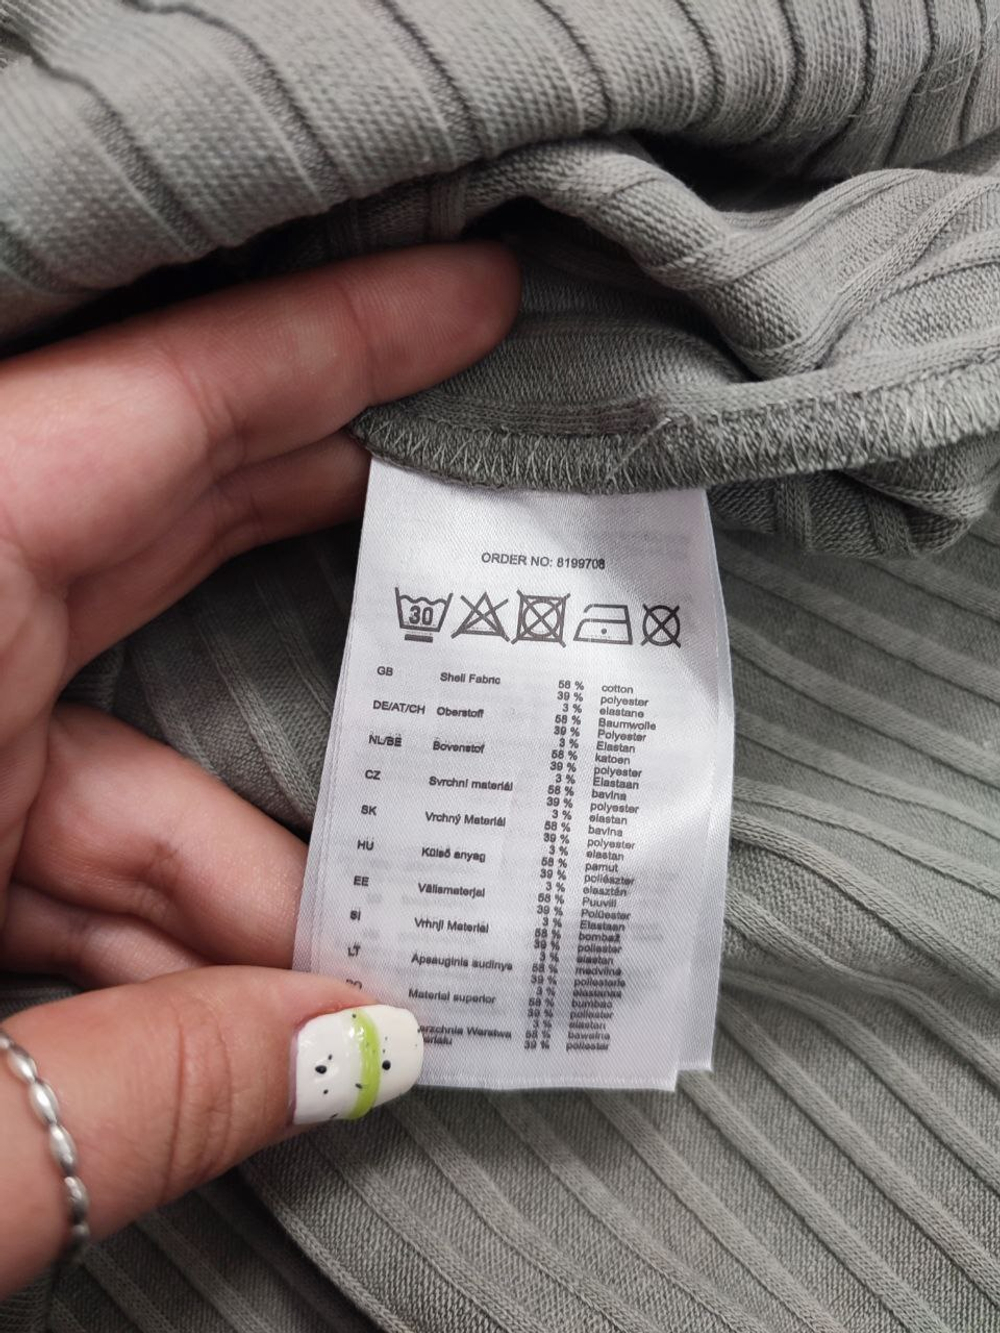 ORDER NO: 8199708
30
GB Shell Fabric 58 % cotton
39 % polyester
3 % elastane
DE/AT/CH Oberstoff 58 % Baumwolle
39 % Polyester
3 % Elastan
NL/BE Bovenstof 58 % katoen
39 % polyester
3 % Elastaan
CZ Svrchní materiál 58 % bavlna
39 % polyester
3 % elastan
SK Vrchný Materiál 58 % bavlna
39 % polyester
3 % elastan
HU Külső anyag 58 % pamut
39 % poliészter
3 % elasztén
EE Välismaterjal 58 % Puuvill
39 % Polüester
3 % Elastaan
SI Vrhnji Material 58 % bombaž
39 % poliester
3 % elastan
LT Apsauginis audinys 58 % medvilnė
39 % poliesteris
3 % elastanas
Material superior 58 % bumbac
39 % poliester
3 % elastan
Warstwa 58 % bawełna
39 % poliester